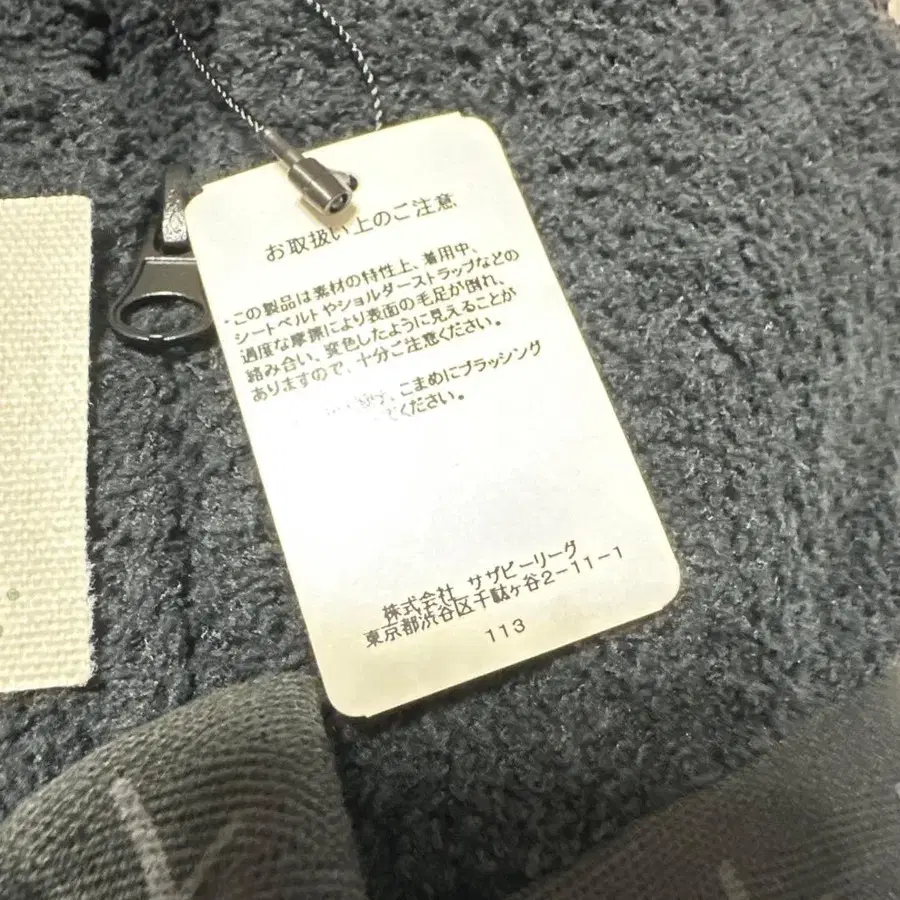 お取扱い上のご注意
・この製品は素材の特性上、着用中、
シートベルトやショルダーストラップなどの
過度な摩擦により表面の毛足が倒れ、
絡み合い、変色したように見えることが
ありますので、十分ご注意ください。
、こまめにブラッシング
ください。
株式会社 サザビーリーグ
東京都渋谷区千駄ヶ谷2-11-1
113